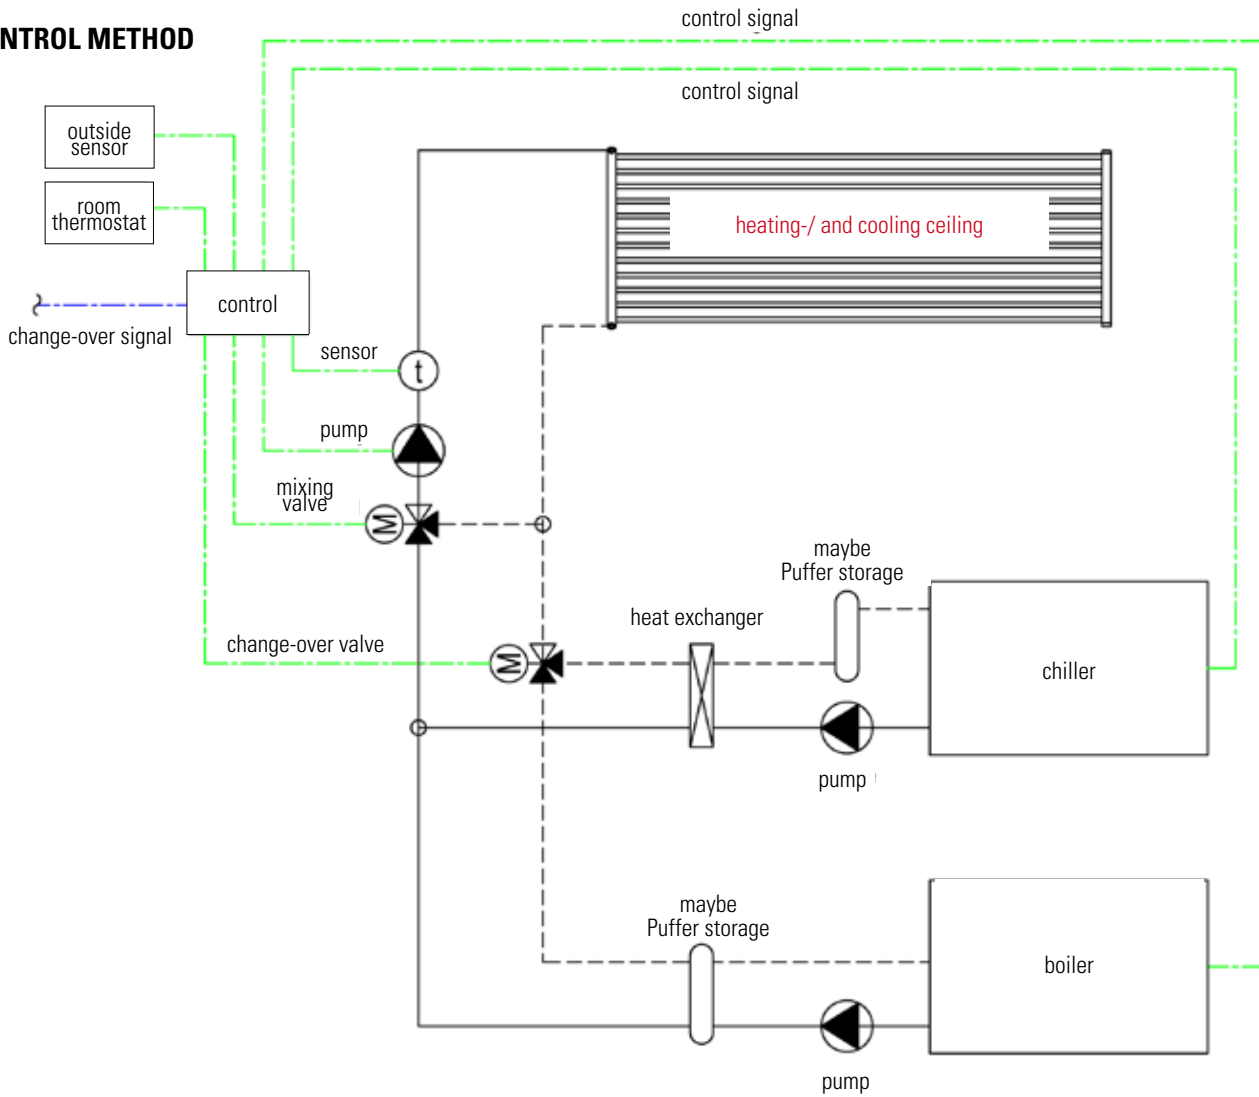 control signal
NTROL METHOD
control signal
outside
sensor
room
thermostat
heating-/ and cooling ceiling
control
change-over signal
sensor
t
pump
mixing
valve
M
maybe
Puffer storage
heat exchanger
change-over valve
M
chiller
pump
maybe
Puffer storage
boiler
pump